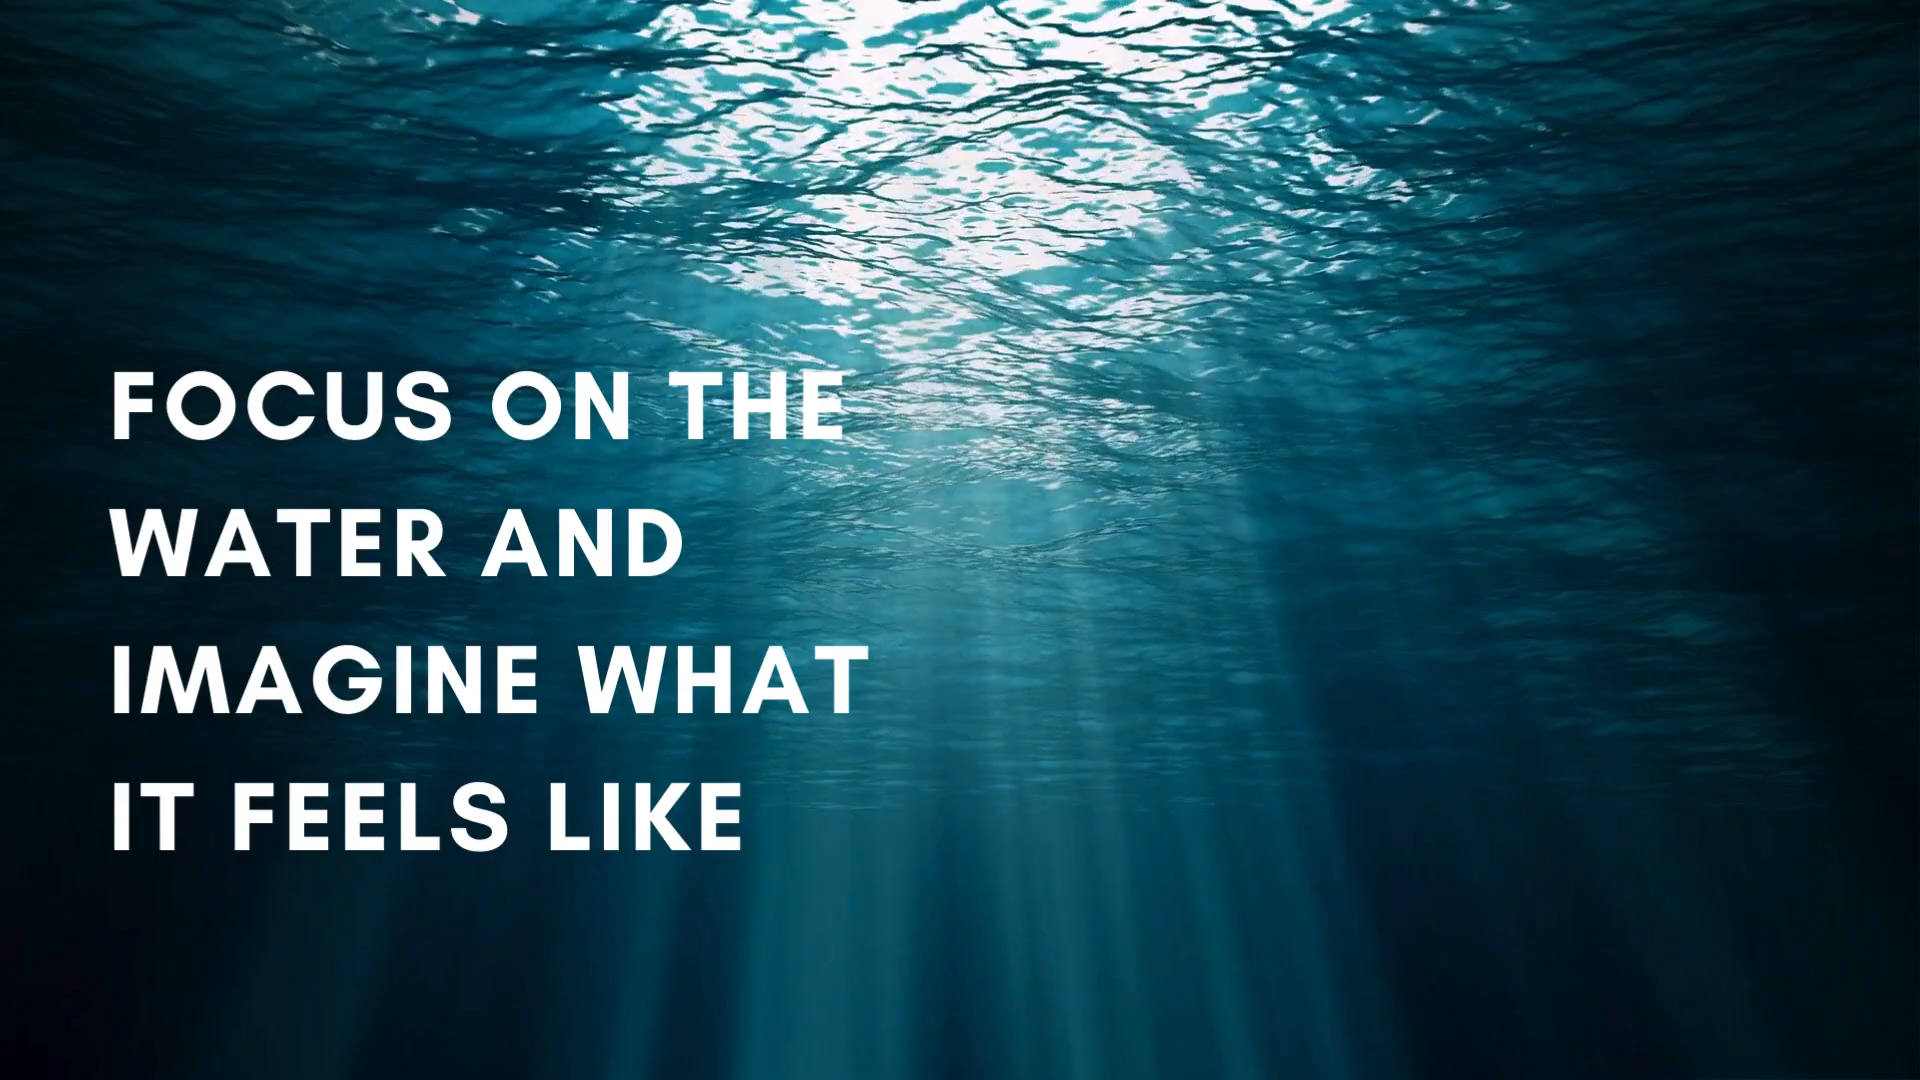 FOCUS ON THE
WATER AND
IMAGINE WHAT
IT FEELS LIKE